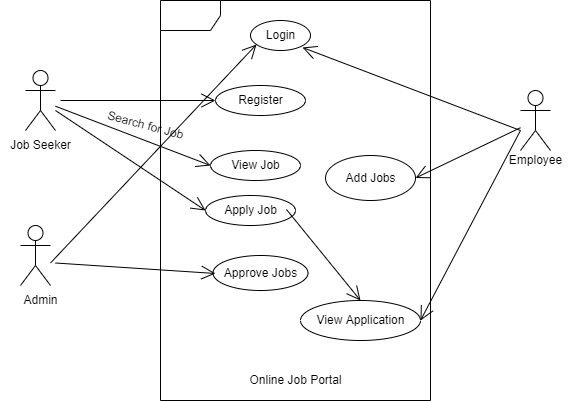 Login
Register
Search for Job
Job Seeker
View Job
Employee
Add Jobs
Apply Job
Approve Jobs
Admin
View Application
Online Job Portal